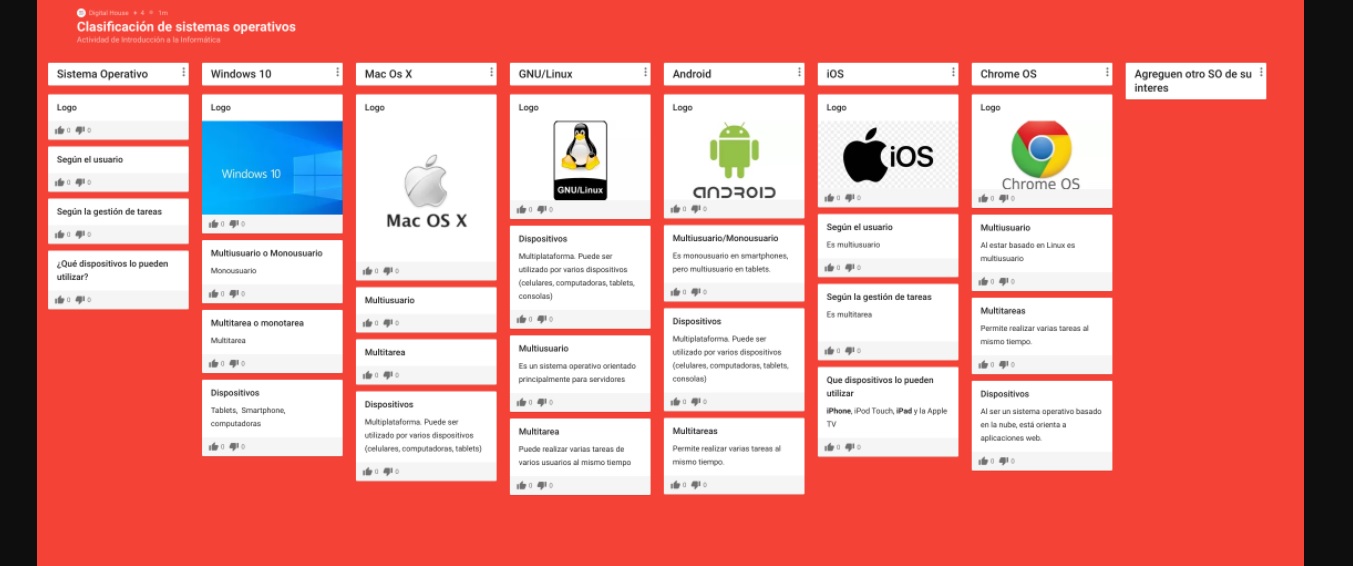 Digital House + 4 1m
Clasificación de sistemas operativos
Actividad de Introducción a la Informática
Sistema Operativo
Logo
0 0
Según el usuario
0 0
Según la gestión de tareas
0 0
¿Qué dispositivos lo pueden
utilizar?
0 0
Windows 10
Logo
Windows 10
0 0
Multiusuario o Monousuario
Monousuario
0 0
Multitarea o monotarea
Multitarea
0 0
Dispositivos
Tablets, Smartphone,
computadoras
0 0
Mac Os X
Logo
Mac OS X
0 0
Multiusuario
0 0
Multitarea
0 0
Dispositivos
Multiplataforma. Puede ser
utilizado por varios dispositivos
(celulares, computadoras, tablets)
0 0
GNU/Linux
Logo
GNU/Linux
0 0
Dispositivos
Multiplataforma. Puede ser
utilizado por varios dispositivos
(celulares, computadoras, tablets,
consolas)
0 0
Multiusuario
Es un sistema operativo orientado
principalmente para servidores
0 0
Multitarea
Puede realizar varias tareas de
varios usuarios al mismo tiempo
0 0
Android
Logo
ANDROID
0 0
Multiusuario/Monousuario
Es monousuario en smartphones,
pero multiusuario en tablets.
0 0
Dispositivos
Multiplataforma. Puede ser
utilizado por varios dispositivos
(celulares, computadoras, tablets,
consolas)
0 0
Multitareas
Permite realizar varias tareas al
mismo tiempo.
0 0
iOS
Logo
iOS
0 0
Según el usuario
Es multiusuario
0 0
Según la gestión de tareas
Es multitarea
0 0
Que dispositivos lo pueden
utilizar
iPhone, iPod Touch, iPad y la Apple
TV
0 0
Chrome OS
Logo
Chrome OS
0 0
Multiusuario
Al estar basado en Linux es
multiusuario
0 0
Multitareas
Permite realizar varias tareas al
mismo tiempo.
0 0
Dispositivos
Al ser un sistema operativo basado
en la nube, está orienta a
aplicaciones web.
0 0
Agreguen otro SO de su
interes